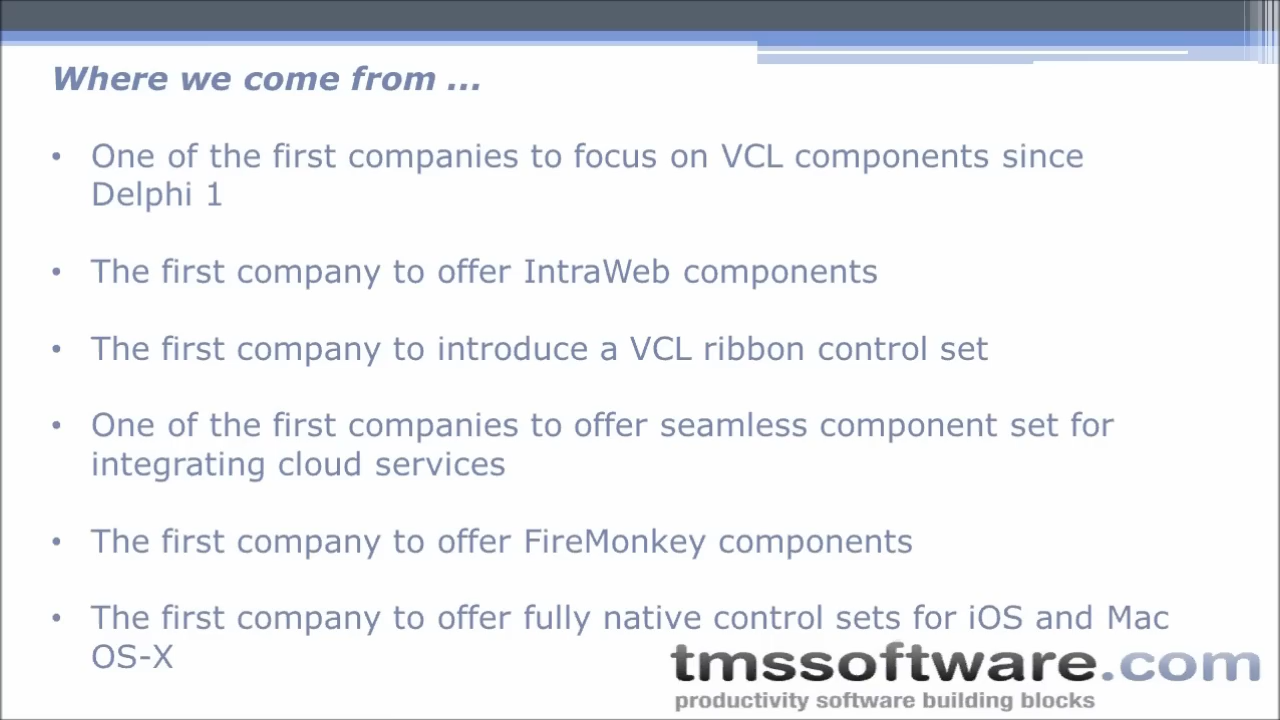 Where we come from ...
• One of the first companies to focus on VCL components since
Delphi 1
• The first company to offer IntraWeb components
• The first company to introduce a VCL ribbon control set
• One of the first companies to offer seamless component set for
integrating cloud services
• The first company to offer FireMonkey components
• The first company to offer fully native control sets for iOS and Mac
OS-X
tmssoftware.com
productivity software building blocks